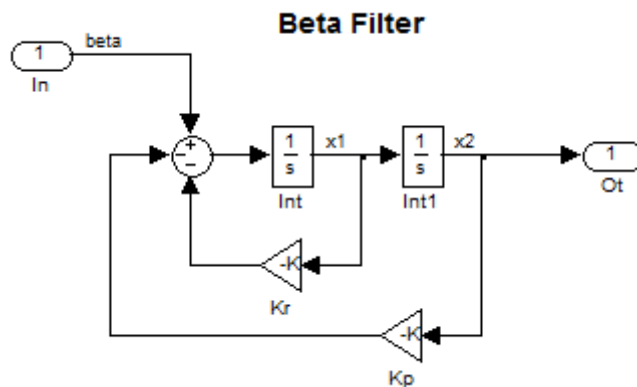 Beta Filter
beta
1
In
+
−
−
1
s
Int
x1
1
s
Int1
x2
1
Ot
-K
Kr
-K
Kp